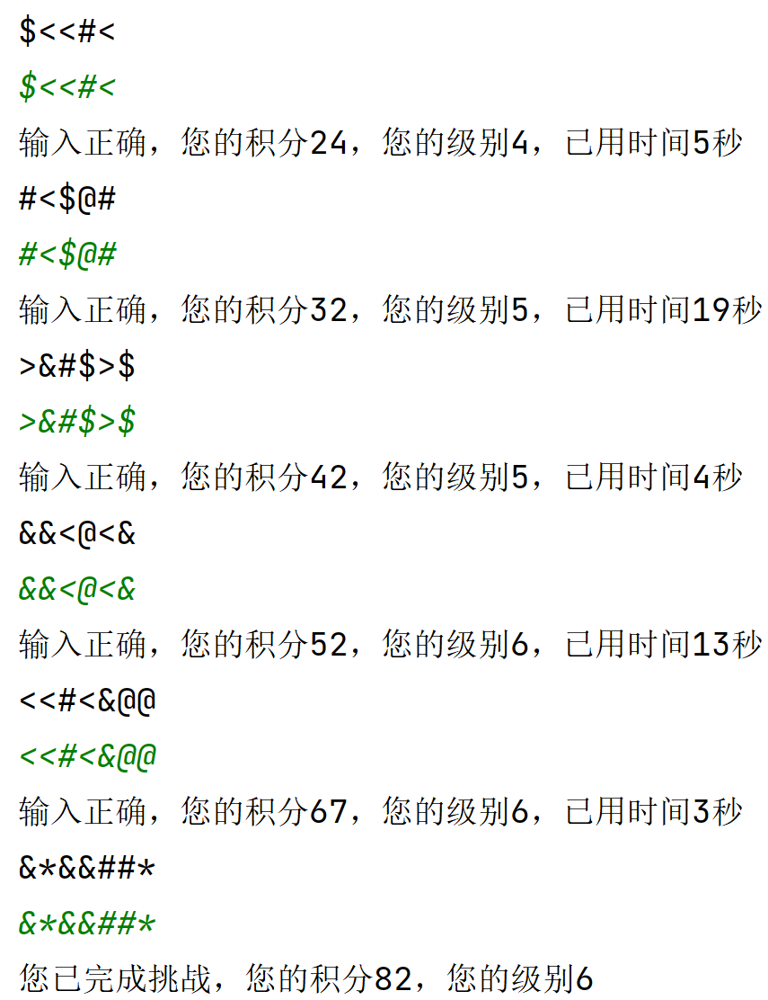 $<<#<
$<<#<
输入正确，您的积分24，您的级别4，已用时间5秒
#<$@#
#<$@#
输入正确，您的积分32，您的级别5，已用时间19秒
>&#$>$
>&#$>$
输入正确，您的积分42，您的级别5，已用时间4秒
&&<@<&
&&<@<&
输入正确，您的积分52，您的级别6，已用时间13秒
<<#<&@@
<<#<&@@
输入正确，您的积分67，您的级别6，已用时间3秒
&*&&##*
&*&&##*
您已完成挑战，您的积分82，您的级别6